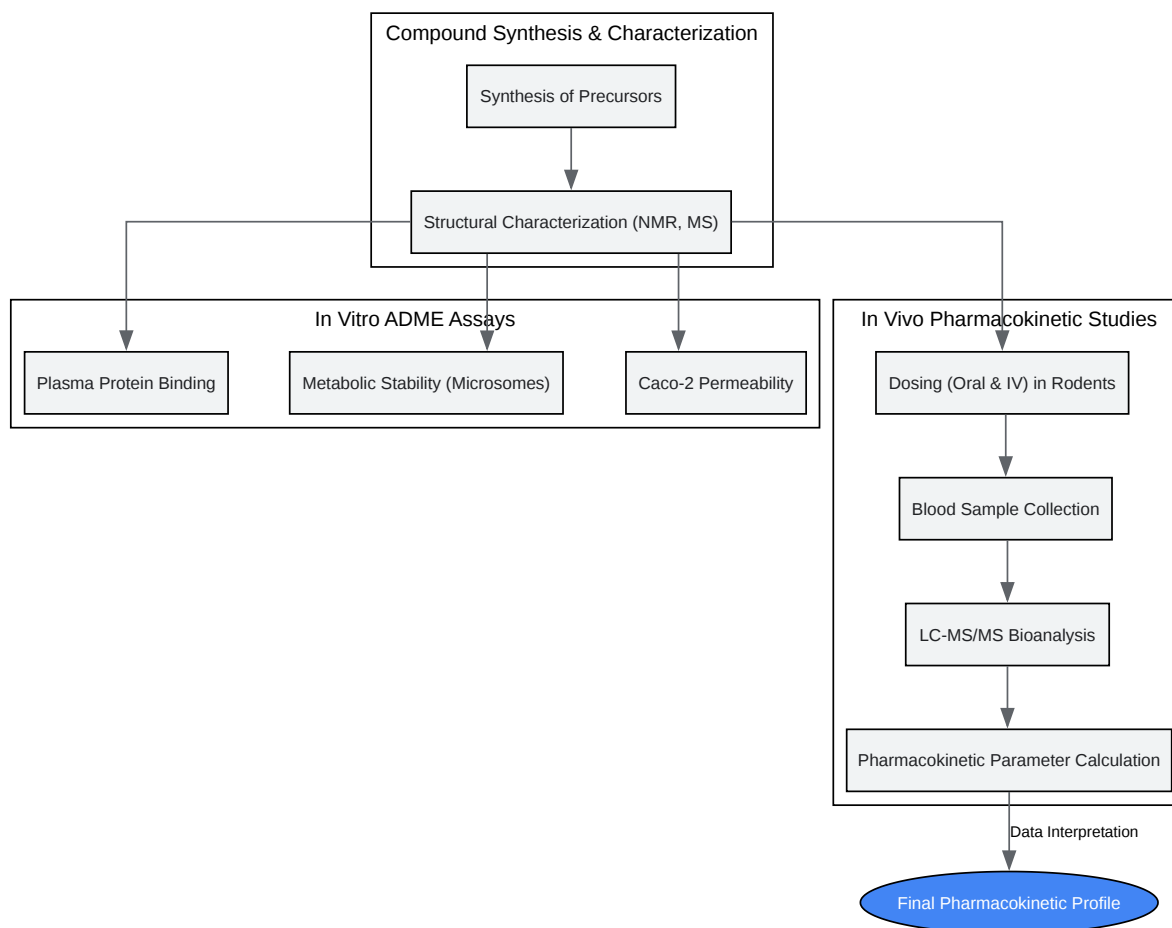 Compound Synthesis & Characterization
Synthesis of Precursors
Structural Characterization (NMR, MS)
In Vitro ADME Assays
Plasma Protein Binding
Metabolic Stability (Microsomes)
Caco-2 Permeability
In Vivo Pharmacokinetic Studies
Dosing (Oral & IV) in Rodents
Blood Sample Collection
LC-MS/MS Bioanalysis
Pharmacokinetic Parameter Calculation
Data Interpretation
Final Pharmacokinetic Profile